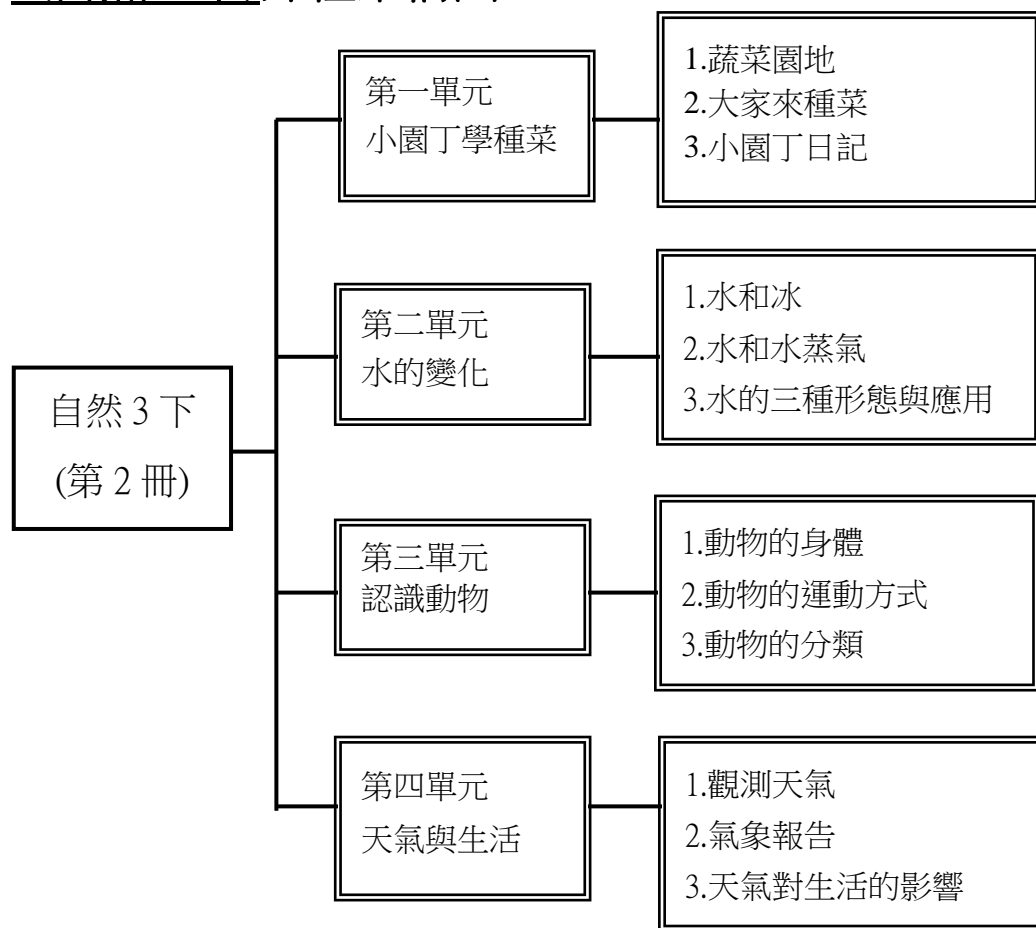 自然 3 下
(第 2 冊)
第一單元
小園丁學種菜
1.蔬菜園地
2.大家來種菜
3.小園丁日記
第二單元
水的變化
1.水和冰
2.水和水蒸氣
3.水的三種形態與應用
第三單元
認識動物
1.動物的身體
2.動物的運動方式
3.動物的分類
第四單元
天氣與生活
1.觀測天氣
2.氣象報告
3.天氣對生活的影響